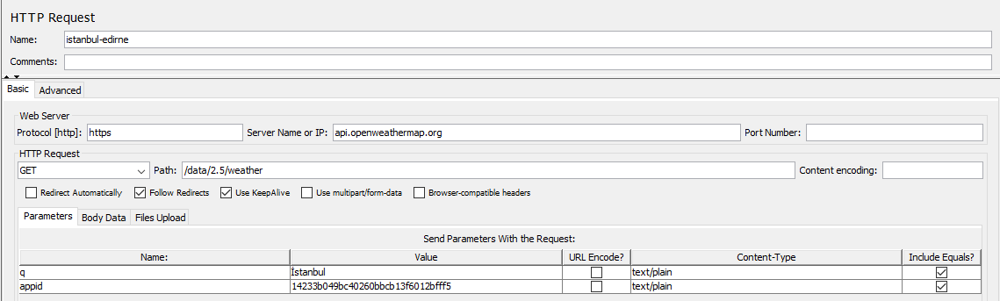 HTTP Request
Name: istanbul-edirne
Comments:
Basic Advanced
Web Server
Protocol [http]: https Server Name or IP: api.openweathermap.org Port Number:
HTTP Request
GET Path: /data/2.5/weather Content encoding:
Redirect Automatically Follow Redirects Use KeepAlive Use multipart/form-data Browser-compatible headers
Parameters Body Data Files Upload
Send Parameters With the Request:
Name: Value URL Encode? Content-Type Include Equals?
q İstanbul text/plain
appid 14233b049bc40260bbcb13f6012bfff5 text/plain